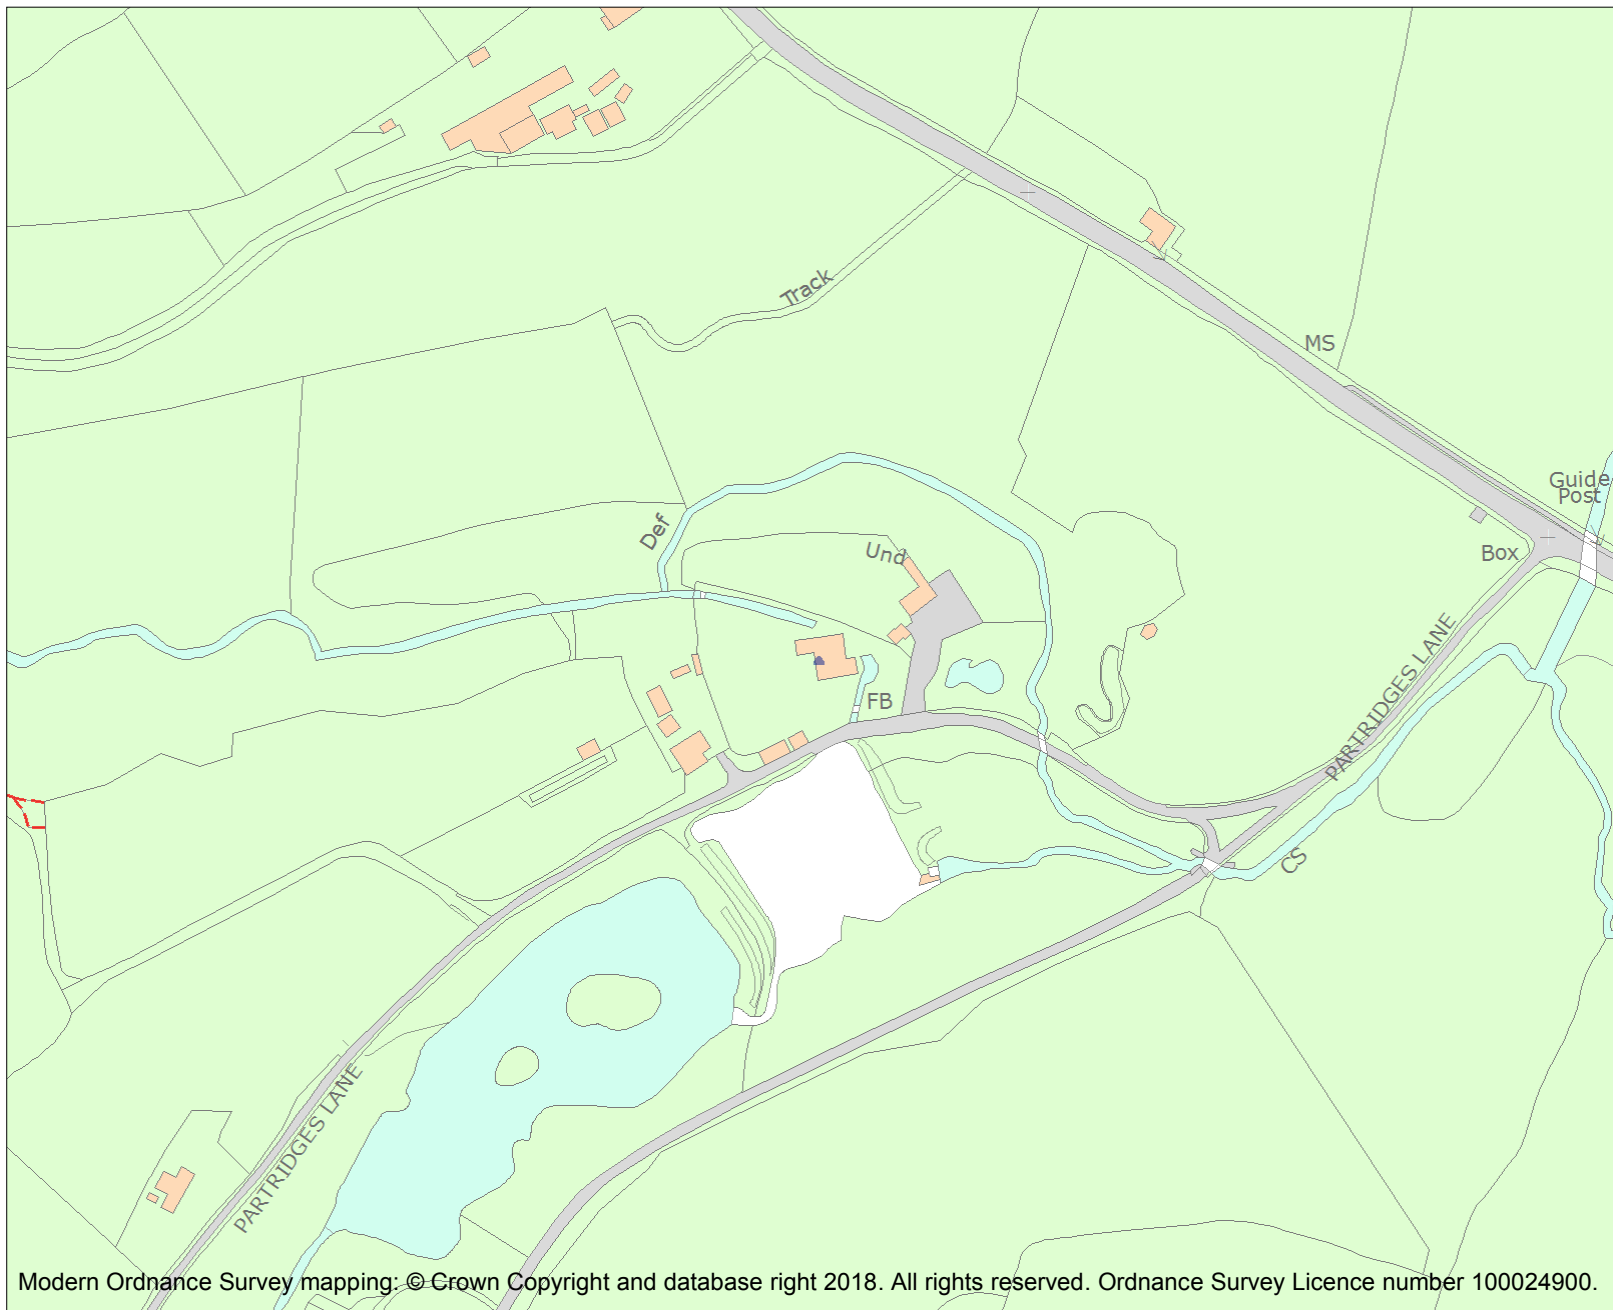 Track
MS
Guide
Post
Def
Und
Box
PARTRIDGES LANE
FB
CS
PARTRIDGES LANE
Modern Ordnance Survey mapping: © Crown Copyright and database right 2018. All rights reserved. Ordnance Survey Licence number 100024900.